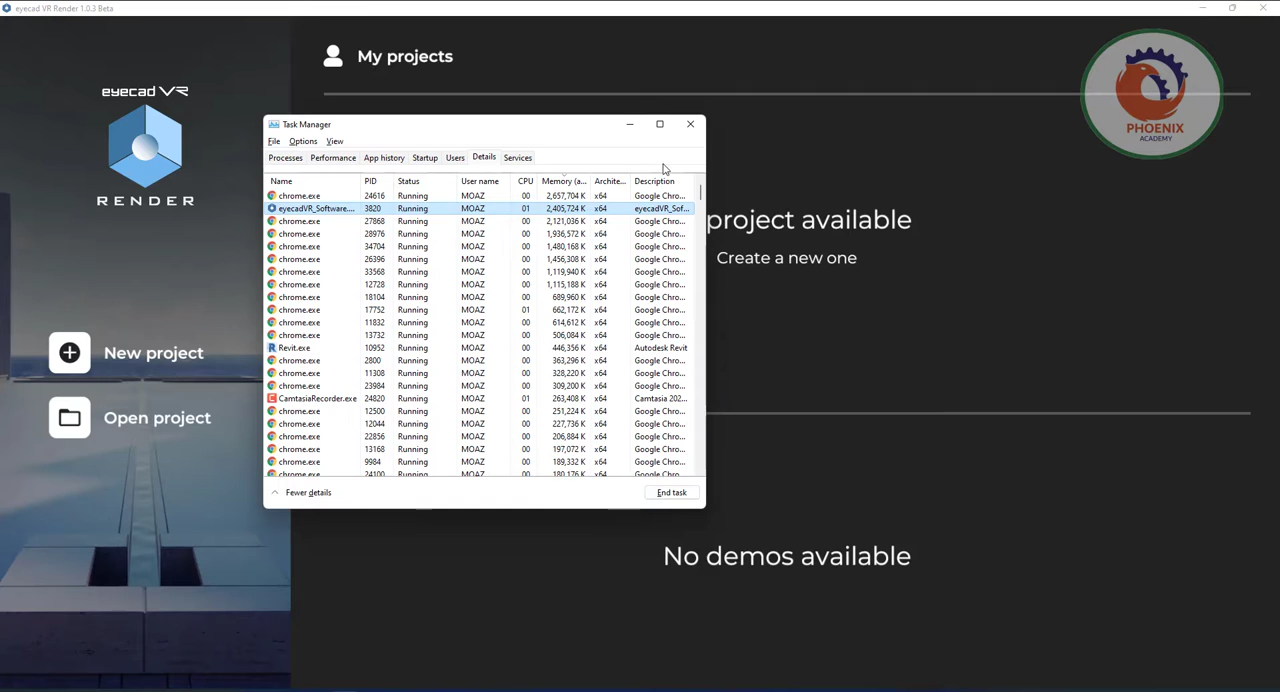 eyecad VR Render 1.0.3 Beta
eyecad VR
RENDER
My projects
PHOENIX
ACADEMY
project available
Create a new one
New project
Open project
No demos available
Task Manager
File Options View
Processes Performance App history Startup Users Details Services
Name PID Status User name CPU Memory (a... Archite... Description
chrome.exe 24616 Running MOAZ 00 2,657,704 K x64 Google Chro...
eyecadVR_Software.... 3820 Running MOAZ 01 2,405,724 K x64 eyecadVR_Sof...
chrome.exe 27868 Running MOAZ 00 2,121,036 K x64 Google Chro...
chrome.exe 28976 Running MOAZ 00 1,936,572 K x64 Google Chro...
chrome.exe 34704 Running MOAZ 00 1,480,168 K x64 Google Chro...
chrome.exe 26396 Running MOAZ 00 1,456,308 K x64 Google Chro...
chrome.exe 33568 Running MOAZ 00 1,119,940 K x64 Google Chro...
chrome.exe 12728 Running MOAZ 00 1,115,188 K x64 Google Chro...
chrome.exe 18104 Running MOAZ 00 689,960 K x64 Google Chro...
chrome.exe 17752 Running MOAZ 01 662,172 K x64 Google Chro...
chrome.exe 11832 Running MOAZ 00 614,612 K x64 Google Chro...
chrome.exe 13732 Running MOAZ 00 506,084 K x64 Google Chro...
Revit.exe 10952 Running MOAZ 00 446,356 K x64 Autodesk Revit
chrome.exe 2800 Running MOAZ 00 363,296 K x64 Google Chro...
chrome.exe 11308 Running MOAZ 00 328,220 K x64 Google Chro...
chrome.exe 23984 Running MOAZ 00 309,200 K x64 Google Chro...
CamtasiaRecorder.exe 24820 Running MOAZ 01 263,408 K x64 Camtasia 202...
chrome.exe 12500 Running MOAZ 00 251,224 K x64 Google Chro...
chrome.exe 12044 Running MOAZ 00 227,736 K x64 Google Chro...
chrome.exe 22856 Running MOAZ 00 206,884 K x64 Google Chro...
chrome.exe 13168 Running MOAZ 00 197,072 K x64 Google Chro...
chrome.exe 9984 Running MOAZ 00 189,332 K x64 Google Chro...
chrome.exe 24100 Running MOAZ 00 180,176 K x64 Google Chro...
Fewer details
End task